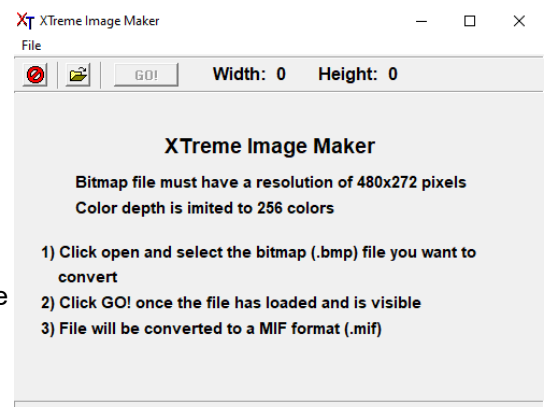 XT XTreme Image Maker
File
GO! Width: 0 Height: 0
XTreme Image Maker
Bitmap file must have a resolution of 480x272 pixels
Color depth is imited to 256 colors
1) Click open and select the bitmap (.bmp) file you want to
convert
e
2) Click GO! once the file has loaded and is visible
3) File will be converted to a MIF format (.mif)